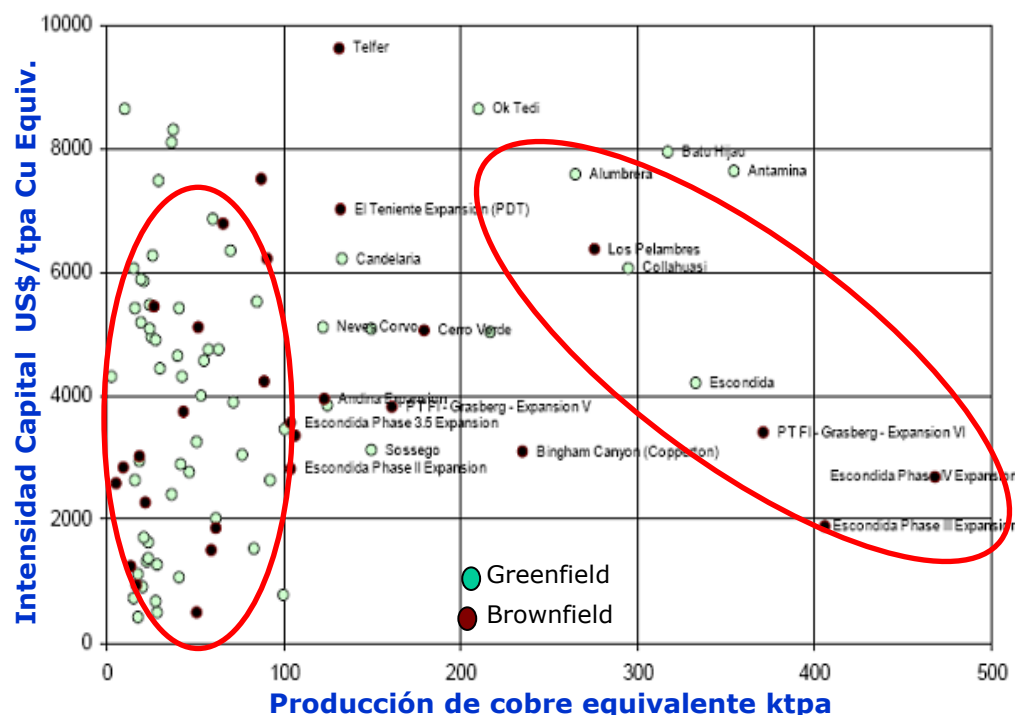 Intensidad Capital US$/tpa Cu Equiv.
10000
8000
6000
4000
2000
0
Telfer
Ok Tedi
Batu Hijau
Alumbrera
Antamina
El Teniente Expansion (PDT)
Los Pelambres
Candelaria
Collahuasi
Neves Corvo
Cerro Verde
Escondida
Andina Expansion
PT FI - Grasberg - Expansion V
Escondida Phase 3.5 Expansion
PT FI - Grasberg - Expansion VI
Sossego
Bingham Canyon (Copperton)
Escondida Phase II Expansion
Escondida Phase IV Expansion
Escondida Phase III Expansion
Greenfield
Brownfield
0 100 200 300 400 500
Producción de cobre equivalente ktpa